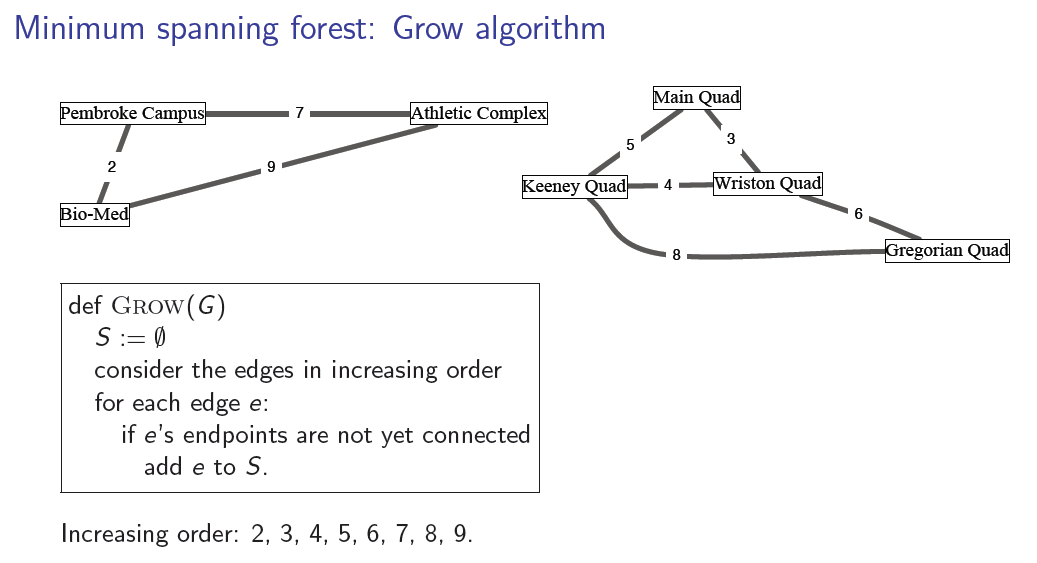 Minimum spanning forest: Grow algorithm
Main Quad
Pembroke Campus 7 Athletic Complex
5 3
2 9
Keeney Quad 4 Wriston Quad
Bio-Med 6
8 Gregorian Quad
def GROW(G)
S := ∅
consider the edges in increasing order
for each edge e:
if e's endpoints are not yet connected
add e to S.
Increasing order: 2, 3, 4, 5, 6, 7, 8, 9.